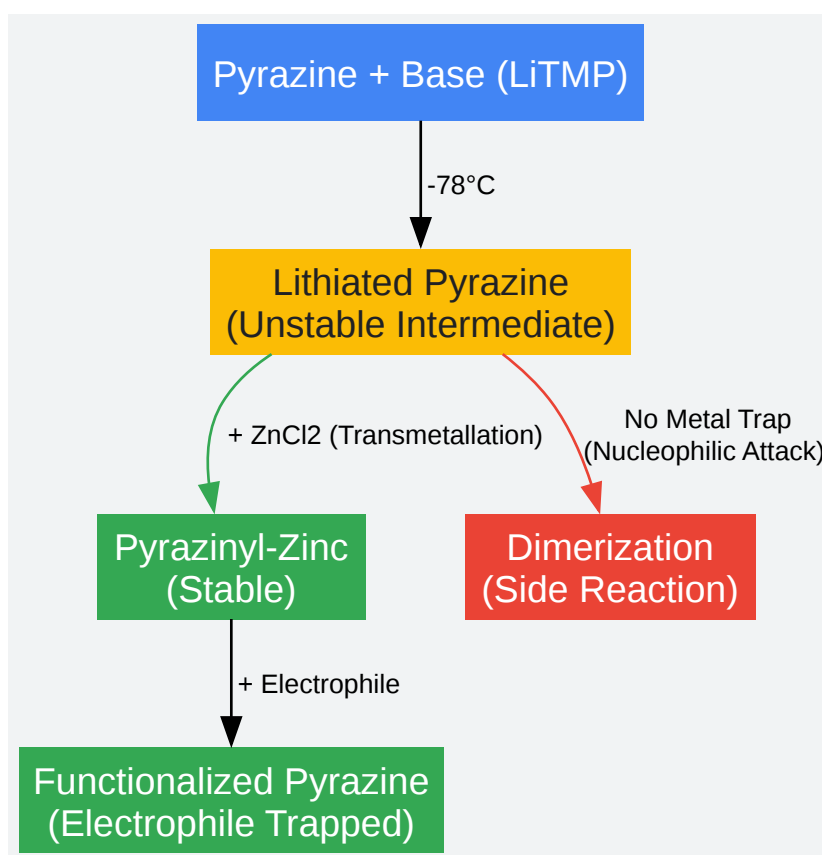 Pyrazine + Base (LiTMP)
-78°C
Lithiated Pyrazine
(Unstable Intermediate)
+ ZnCl2 (Transmetallation)
No Metal Trap
(Nucleophilic Attack)
Pyrazinyl-Zinc
(Stable)
Dimerization
(Side Reaction)
+ Electrophile
Functionalized Pyrazine
(Electrophile Trapped)